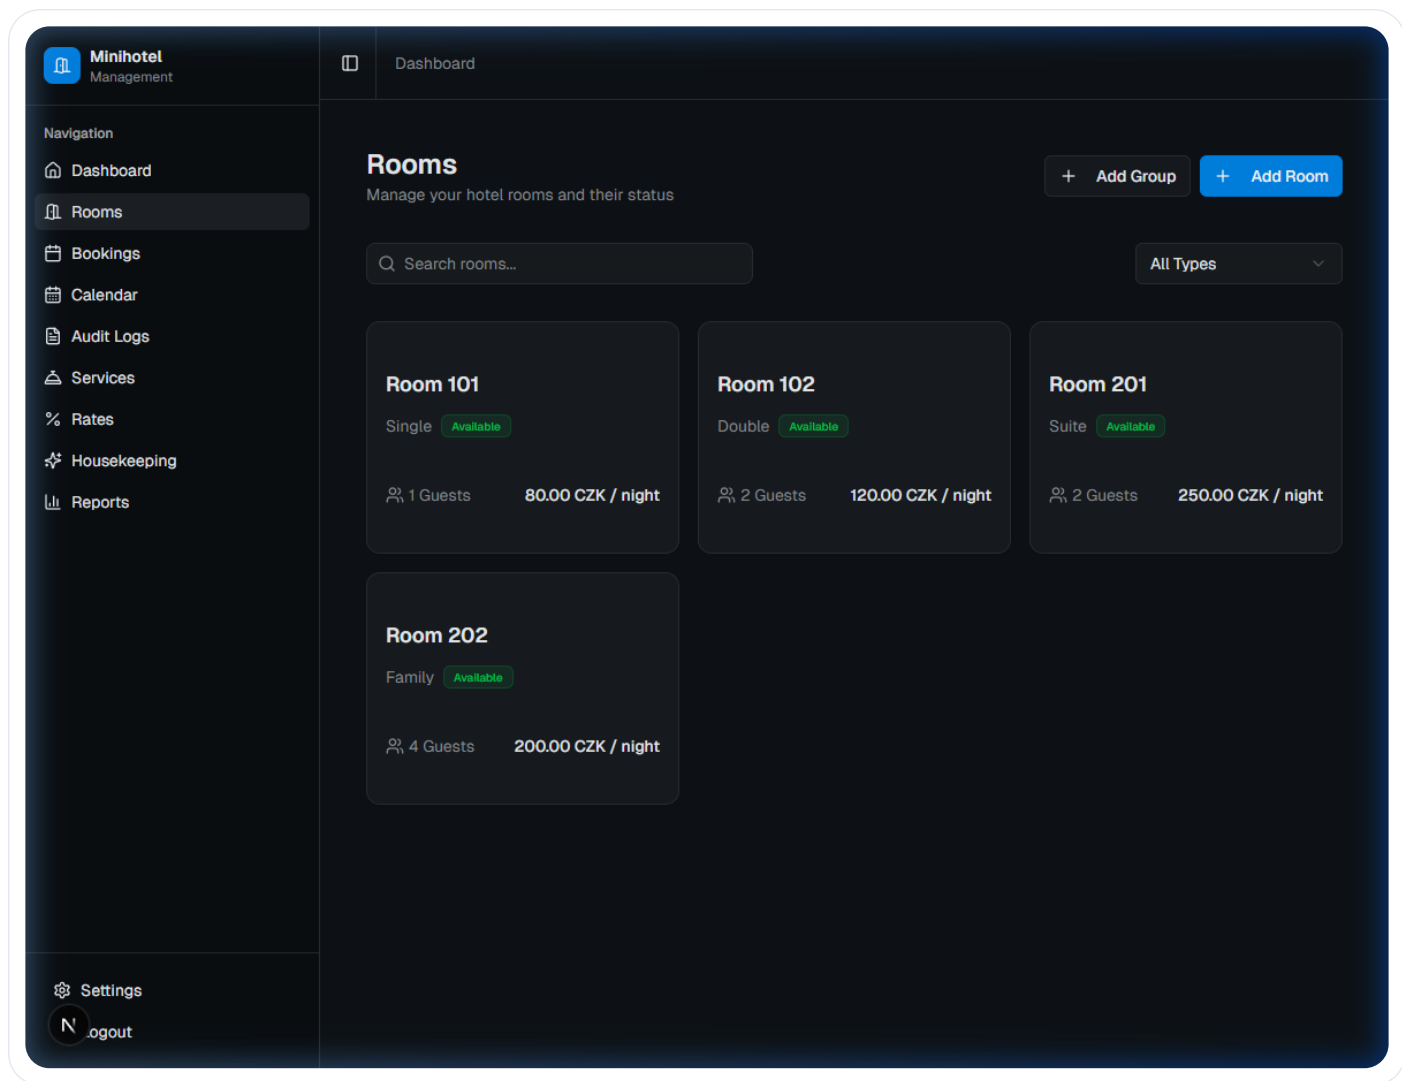 Minihotel
Management
Dashboard
Navigation
Dashboard
Rooms
Bookings
Calendar
Audit Logs
Services
Rates
Housekeeping
Reports
Settings
N
ogout
Rooms
Manage your hotel rooms and their status
Add Group
Add Room
Search rooms...
All Types
Room 101
Single Available
1 Guests 80.00 CZK / night
Room 102
Double Available
2 Guests 120.00 CZK / night
Room 201
Suite Available
2 Guests 250.00 CZK / night
Room 202
Family Available
4 Guests 200.00 CZK / night